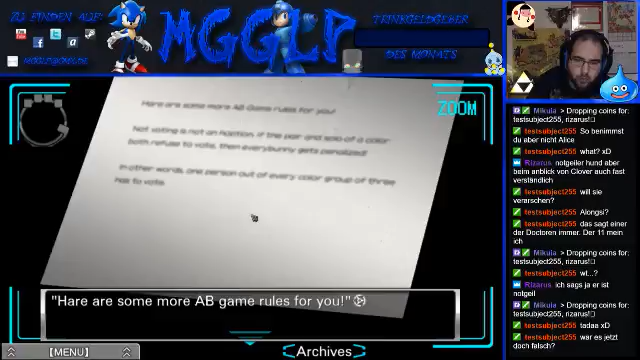 ZU FINDEN AUF:
MGGLP
TRINKGELDGEBER
DES MONATS
ZOOM
Here are some more AB Game rules for you!
Not voting is not an hoption. If the pair and solo of a color
both refuse to vote, then everybunny gets penalized!
In other words, one person out of every color group of three
has to vote.
"Hare are some more AB game rules for you!"
[MENU]
Archives
Mikula > Dropping coins for:
testsubject255, rizarus!
testsubject255 > So benimmst
du aber nicht Alice
testsubject255 > what? xD
Rizarus > notgeiler hund aber
beim anblick von Clover auch fast
verständlich
testsubject255 > will sie
verarschen?
testsubject255 > Alongsi?
testsubject255 > das sagt einer
der Doctoren immer. Der 11 mein
ich
Mikula > Dropping coins for:
testsubject255, rizarus!
testsubject255 > wt...?
Rizarus > ich sags ja er ist
notgeil
Mikula > Dropping coins for:
testsubject255, rizarus!
testsubject255 > tadaa xD
testsubject255 > war es jetzt
doch falsch?